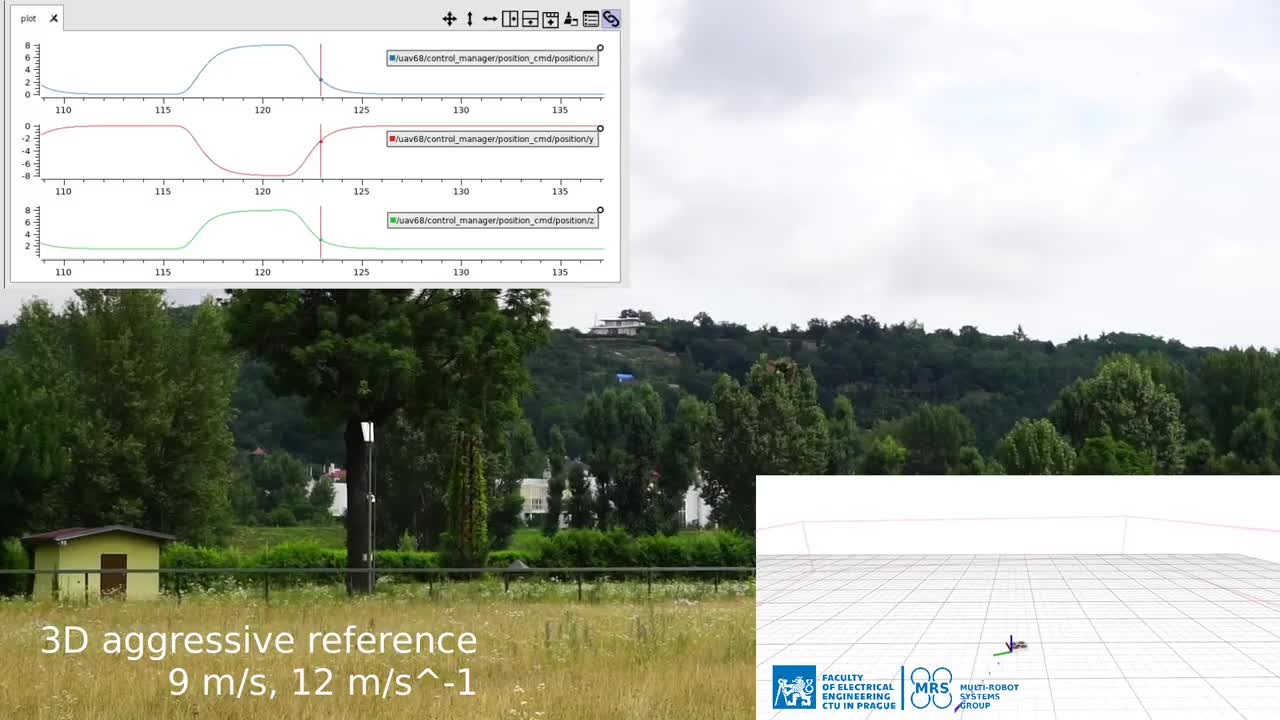 plot
8
6
4
2
0
/uav68/control_manager/position_cmd/position/x
110 115 120 125 130 135
0
-2
-4
-6
-8
/uav68/control_manager/position_cmd/position/y
110 115 120 125 130 135
8
6
4
2
/uav68/control_manager/position_cmd/position/z
110 115 120 125 130 135
3D aggressive reference
9 m/s, 12 m/s^-1
FACULTY
OF ELECTRICAL
ENGINEERING
CTU IN PRAGUE
MRS
MULTI-ROBOT
SYSTEMS
GROUP